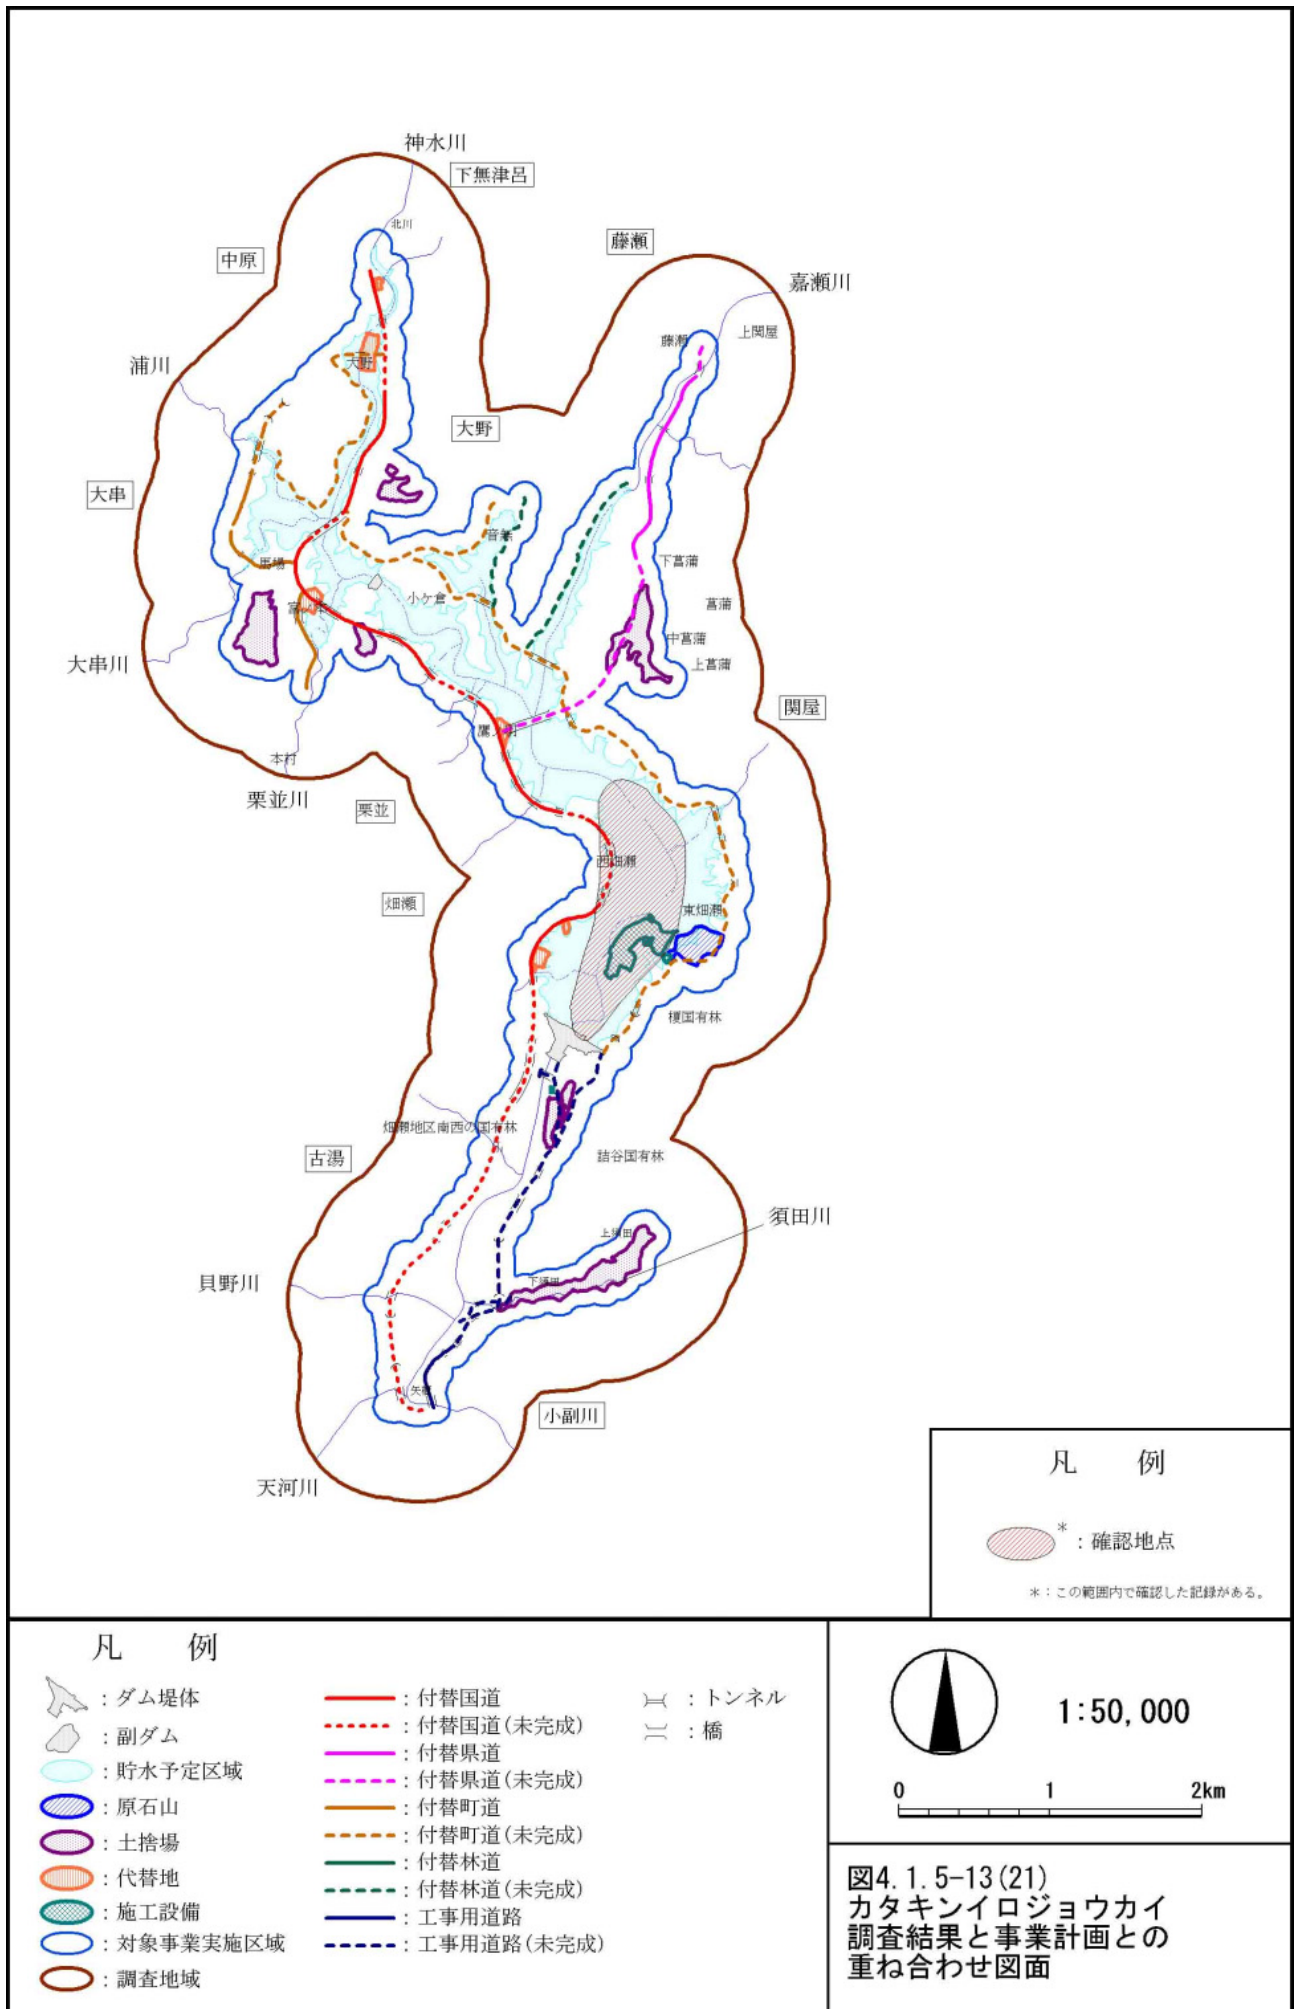 神水川
下無津呂
北川
藤瀬
中原
嘉瀬川
上関屋
藤瀬
浦川
大野
大野
大串
音無
馬場
下菖蒲
小ケ倉
菖蒲
中菖蒲
上菖蒲
大串川
関屋
本村
栗並川
栗並
西畑瀬
畑瀬
東畑瀬
榎国有林
畑瀬地区南西の国有林
古湯
詰谷国有林
須田川
上須田
貝野川
下須田
小副川
天河川
凡 例
* : 確認地点
* : この範囲内で確認した記録がある。
凡 例
: ダム堤体
: 副ダム
: 貯水予定区域
: 原石山
: 土捨場
: 代替地
: 施工設備
: 対象事業実施区域
: 調査地域
: 付替国道
: 付替国道(未完成)
: 付替県道
: 付替県道(未完成)
: 付替町道
: 付替町道(未完成)
: 付替林道
: 付替林道(未完成)
: 工事用道路
: 工事用道路(未完成)
: トンネル
: 橋
1:50,000
0 1 2km
図4.1.5-13(21)
カタキンイロジョウカイ
調査結果と事業計画との
重ね合わせ図面